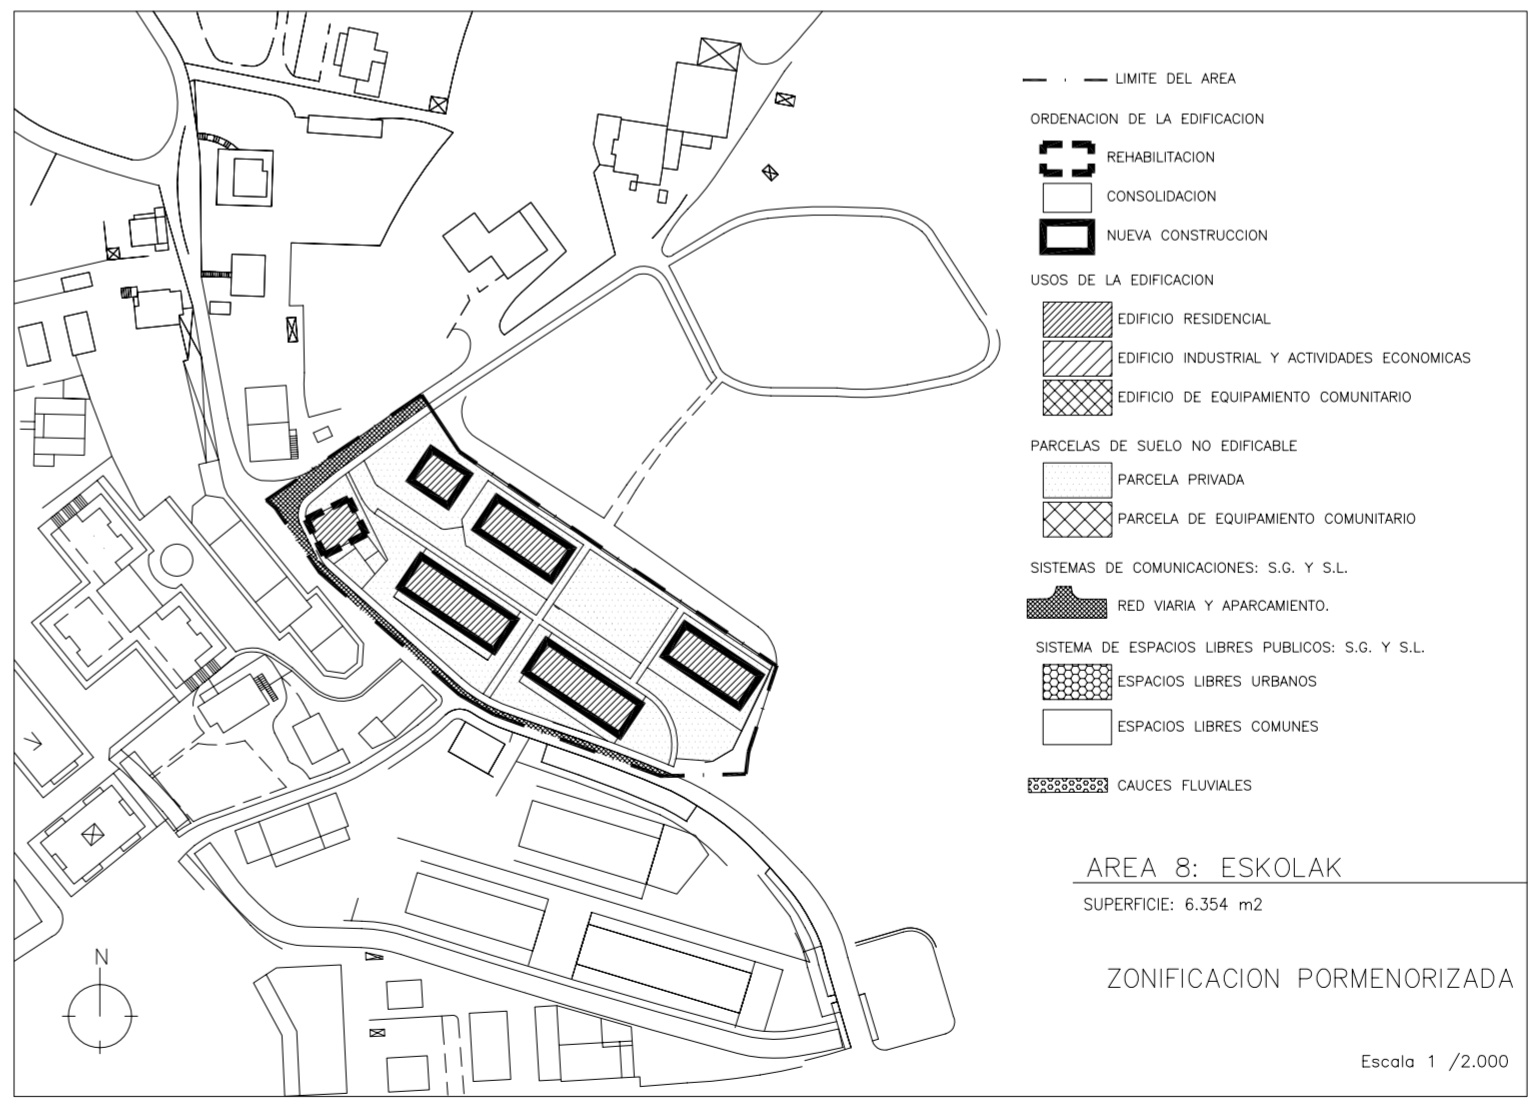 LIMITE DEL AREA
ORDENACION DE LA EDIFICACION
REHABILITACION
CONSOLIDACION
NUEVA CONSTRUCCION
USOS DE LA EDIFICACION
EDIFICIO RESIDENCIAL
EDIFICIO INDUSTRIAL Y ACTIVIDADES ECONOMICAS
EDIFICIO DE EQUIPAMIENTO COMUNITARIO
PARCELAS DE SUELO NO EDIFICABLE
PARCELA PRIVADA
PARCELA DE EQUIPAMIENTO COMUNITARIO
SISTEMAS DE COMUNICACIONES: S.G. Y S.L.
RED VIARIA Y APARCAMIENTO.
SISTEMA DE ESPACIOS LIBRES PUBLICOS: S.G. Y S.L.
ESPACIOS LIBRES URBANOS
ESPACIOS LIBRES COMUNES
CAUCES FLUVIALES
AREA 8: ESKOLAK
SUPERFICIE: 6.354 m2
ZONIFICACION PORMENORIZADA
Escala 1 /2.000
N